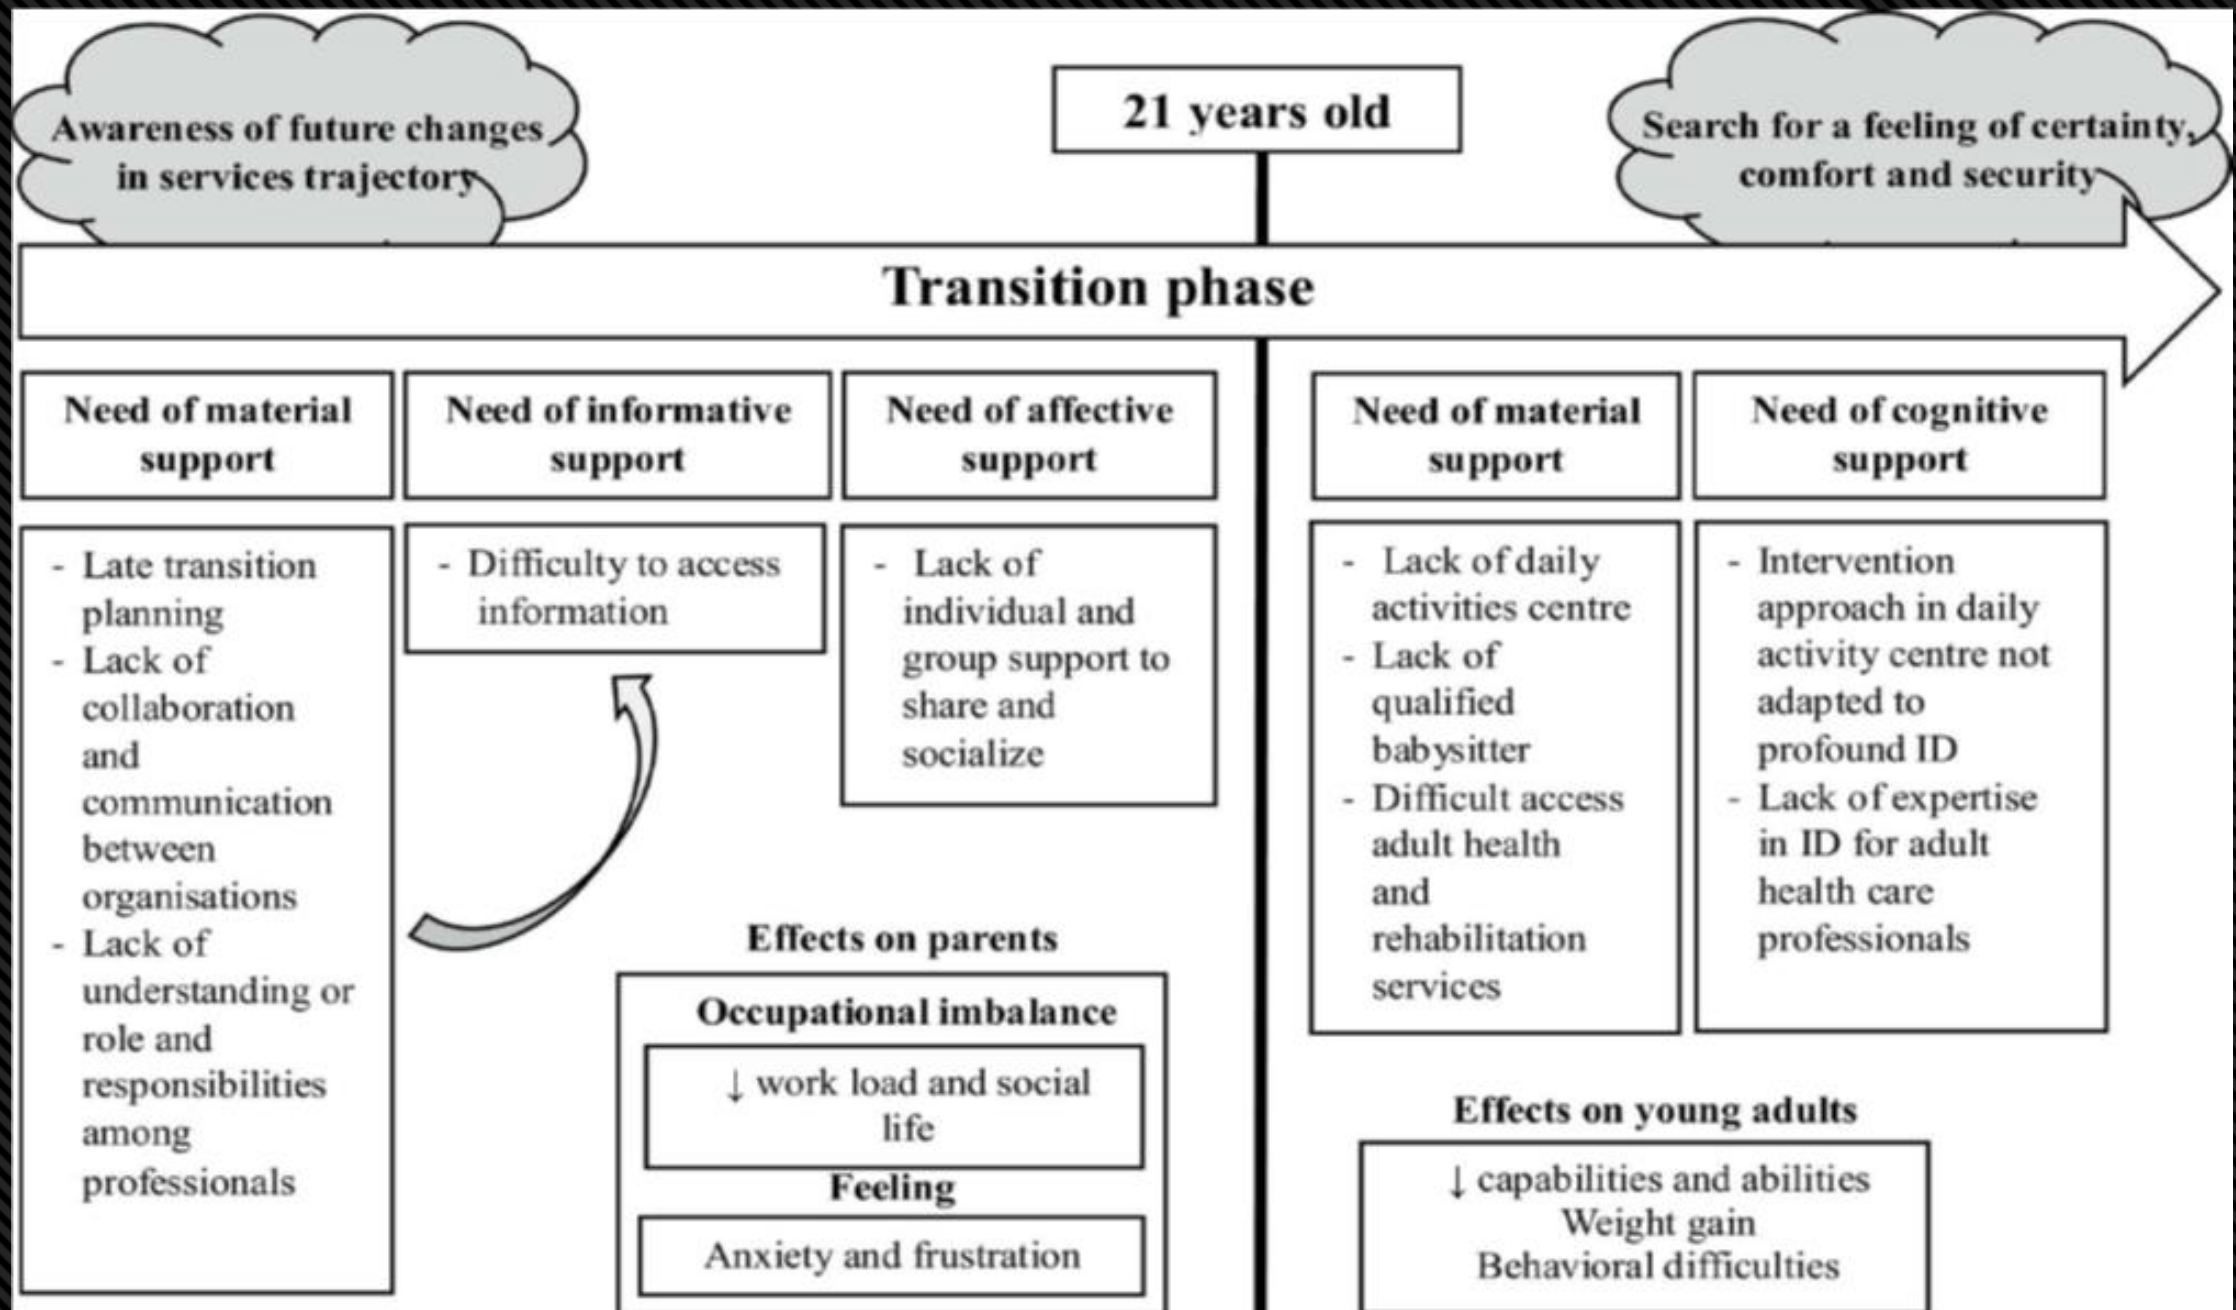 Awareness of future changes
in services trajectory
21 years old
Search for a feeling of certainty,
comfort and security
Transition phase
Need of material
support
Need of informative
support
Need of affective
support
Need of material
support
Need of cognitive
support
- Late transition
planning
- Lack of
collaboration
and
communication
between
organisations
- Lack of
understanding or
role and
responsibilities
among
professionals
- Difficulty to access
information
- Lack of
individual and
group support to
share and
socialize
Effects on parents
Occupational imbalance
↓ work load and social
life
Feeling
Anxiety and frustration
- Lack of daily
activities centre
- Lack of
qualified
babysitter
- Difficult access
adult health
and
rehabilitation
services
- Intervention
approach in daily
activity centre not
adapted to
profound ID
- Lack of expertise
in ID for adult
health care
professionals
Effects on young adults
↓ capabilities and abilities
Weight gain
Behavioral difficulties